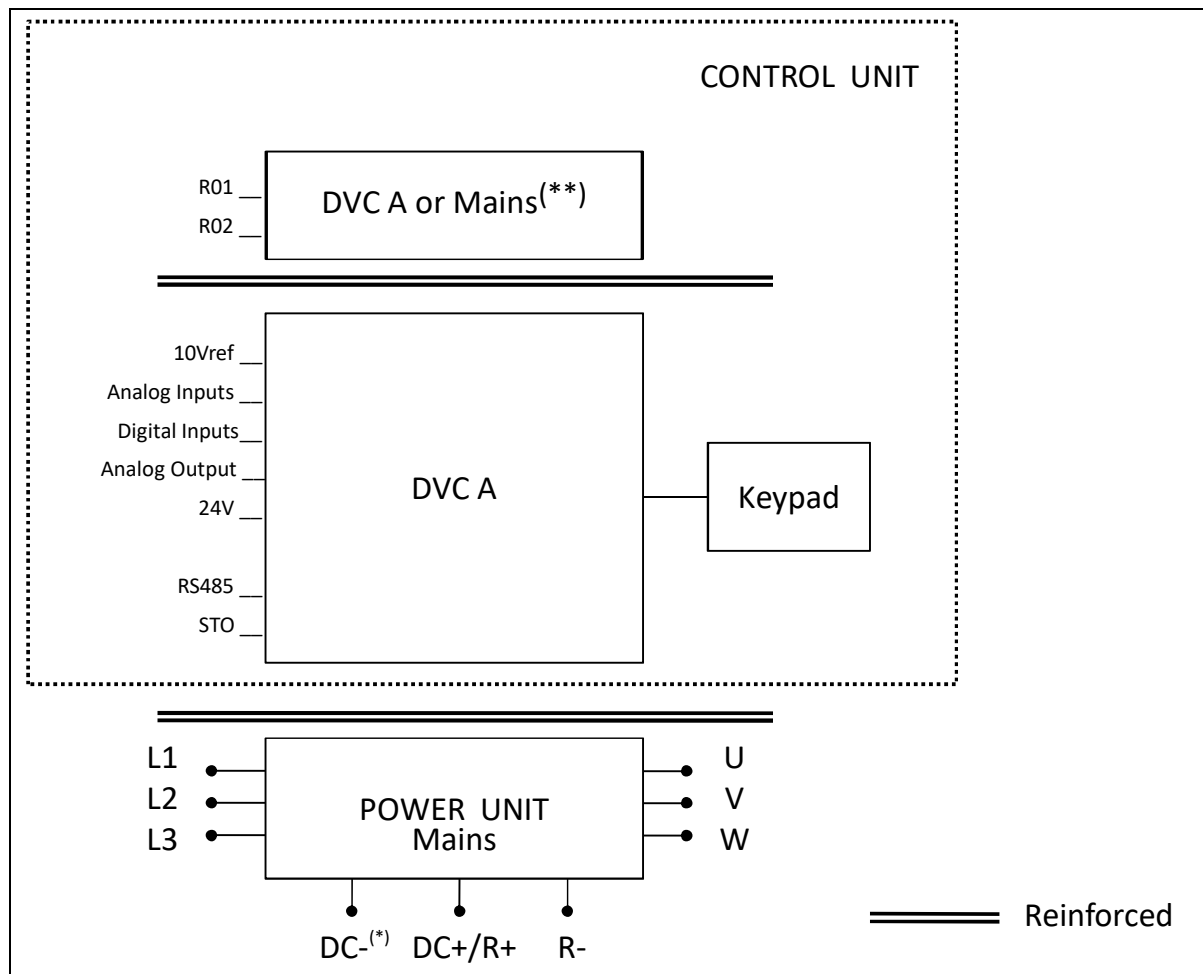 CONTROL UNIT
R01
DVC A or Mains(**)
R02
10Vref
Analog Inputs
Digital Inputs
Analog Output
DVC A
Keypad
24V
RS485
STO
L1
U
L2
V
POWER UNIT
L3
Mains
W
Reinforced
DC-(*) DC+/R+ R-